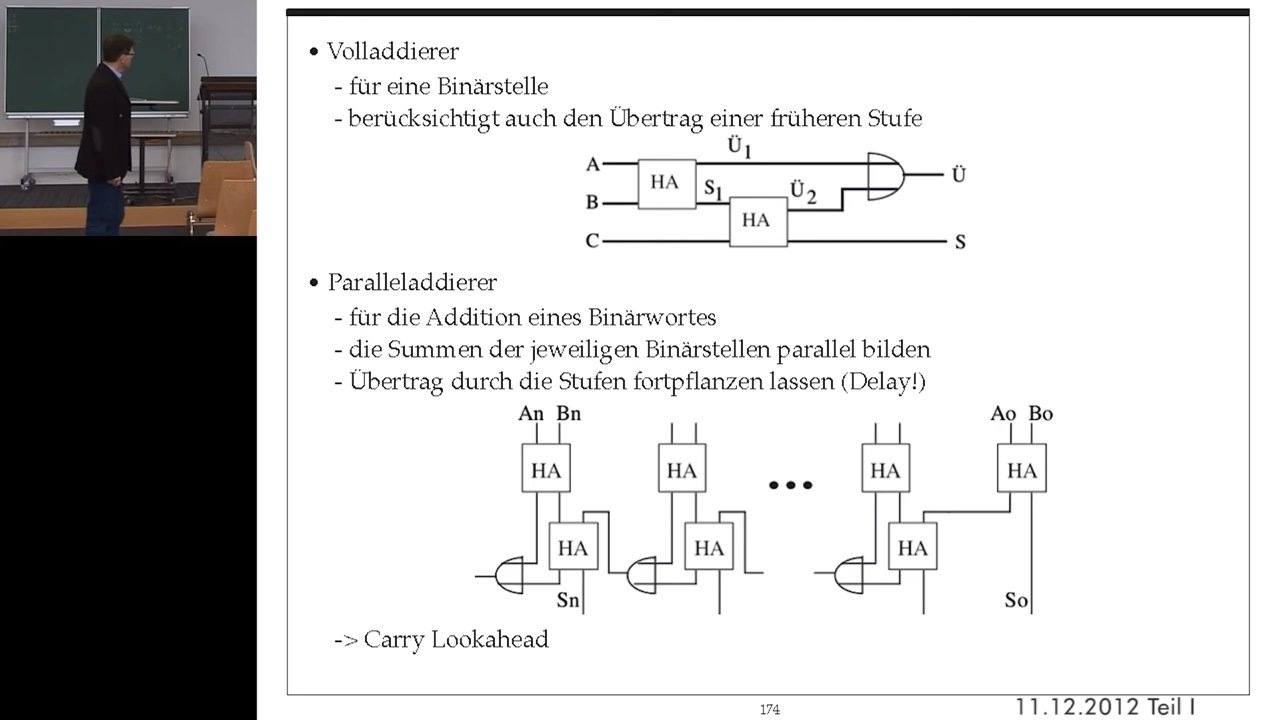 • Volladdierer
- für eine Binärstelle
- berücksichtigt auch den Übertrag einer früheren Stufe
Ü1
A HA Ü
B S1 Ü2
HA
C S
• Paralleladdierer
- für die Addition eines Binärwortes
- die Summen der jeweiligen Binärstellen parallel bilden
- Übertrag durch die Stufen fortpflanzen lassen (Delay!)
An Bn Ao Bo
HA HA ••• HA HA
HA HA HA
Sn So
-> Carry Lookahead
174 11.12.2012 Teil I